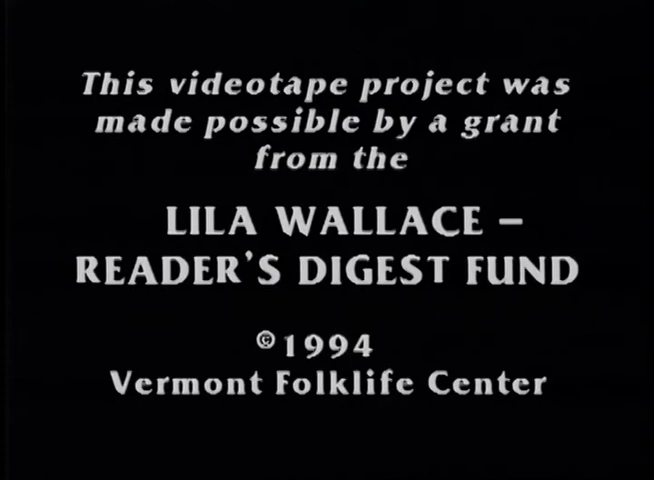 This videotape project was
made possible by a grant
from the
LILA WALLACE –
READER'S DIGEST FUND
©1994
Vermont Folklife Center